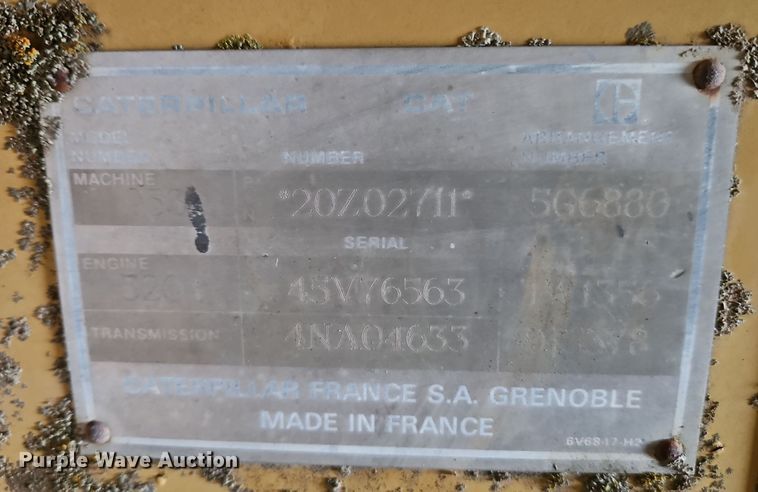 CATERPILLAR CAT
MODEL ARRANGEMENT
NUMBER NUMBER NUMBER
MACHINE
*20Z02711* 5G6880
SERIAL
ENGINE
45V76563
TRANSMISSION 4NA04633
CATERPILLAR FRANCE S.A. GRENOBLE
MADE IN FRANCE
Purple Wave Auction